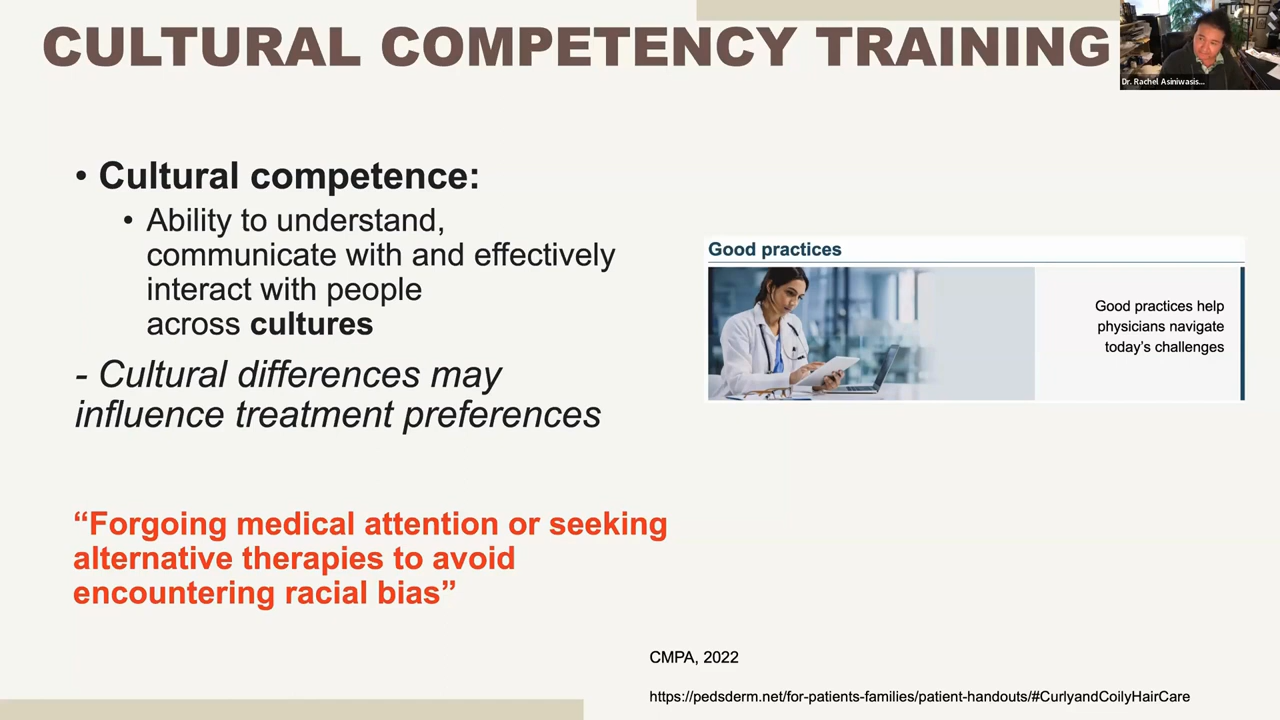 CULTURAL COMPETENCY TRAINING
Dr. Rachel Asiniwasis...
• Cultural competence:
• Ability to understand,
communicate with and effectively
interact with people
across cultures
- Cultural differences may
influence treatment preferences
Good practices
Good practices help
physicians navigate
today's challenges
“Forgoing medical attention or seeking
alternative therapies to avoid
encountering racial bias”
CMPA, 2022
https://pedsderm.net/for-patients-families/patient-handouts/#CurlyandCoilyHairCare